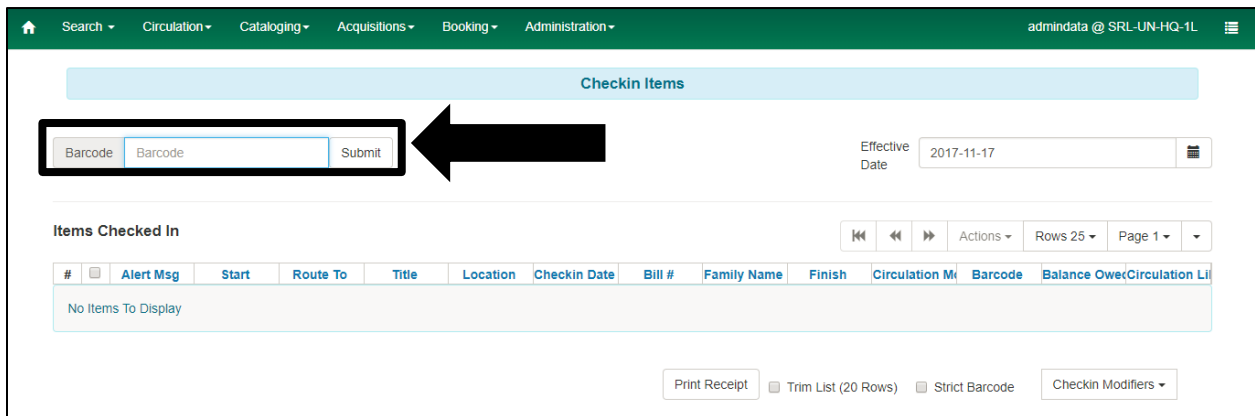 Search Circulation Cataloging Acquisitions Booking Administration admindata @ SRL-UN-HQ-1L
Checkin Items
Barcode Barcode Submit Effective Date 2017-11-17
Items Checked In Actions Rows 25 Page 1
# Alert Msg Start Route To Title Location Checkin Date Bill # Family Name Finish Circulation Mo Barcode Balance Owed Circulation Lil
No Items To Display
Print Receipt Trim List (20 Rows) Strict Barcode Checkin Modifiers